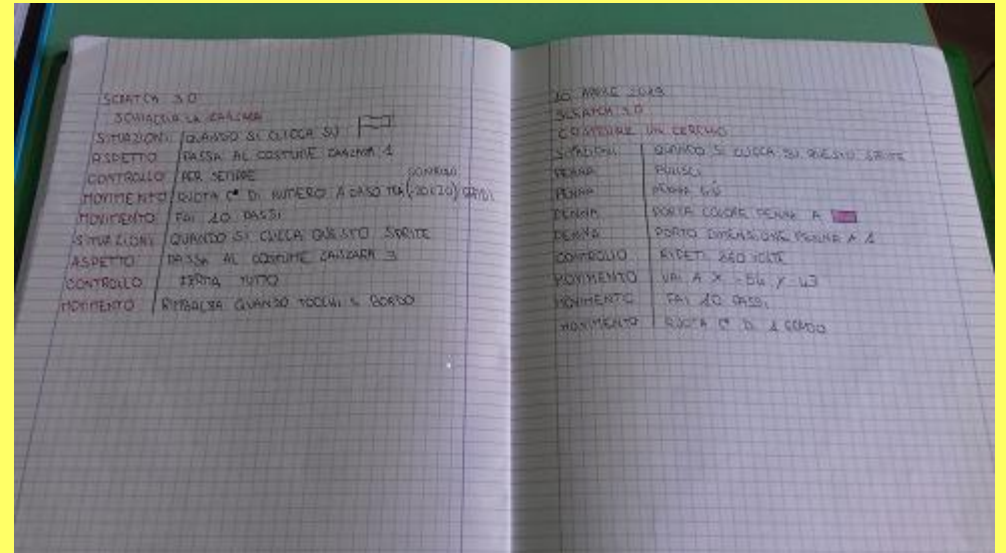 SCRATCH 3.0
SCHIACCIA LA ZANZARA
SITUAZIONI QUANDO SI CLICCA SU
ASPETTO PASSA AL COSTUME ZANZARA 1
CONTROLLO PER SEMPRE
MOVIMENTO RUOTA C° DI NUMERO A CASO TRA (-20 E 20) GRADI
MOVIMENTO FAI 10 PASSI
SITUAZIONI QUANDO SI CLICCA QUESTO SPRITE
ASPETTO PASSA AL COSTUME ZANZARA 3
CONTROLLO FERMA TUTTO
MOVIMENTO RIMBALZA QUANDO TOCCHI IL BORDO
10 APRILE 2019
SCRATCH 3.0
COSTRUIRE UN CERCHIO
SITUAZIONI QUANDO SI CLICCA SU QUESTO SPRITE
PENNA PULISCI
PENNA PENNA GIÙ
PENNA PORTA COLORE PENNA A
PENNA PORTO DIMENSIONE PENNA A 1
CONTROLLO RIPETI 360 VOLTE
MOVIMENTO VAI A X -54 Y -43
MOVIMENTO FAI 10 PASSI
MOVIMENTO RUOTA C° DI 1 GRADO